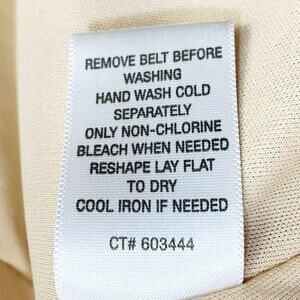 REMOVE BELT BEFORE
WASHING
HAND WASH COLD
SEPARATELY
ONLY NON-CHLORINE
BLEACH WHEN NEEDED
RESHAPE LAY FLAT
TO DRY
COOL IRON IF NEEDED
CT# 603444